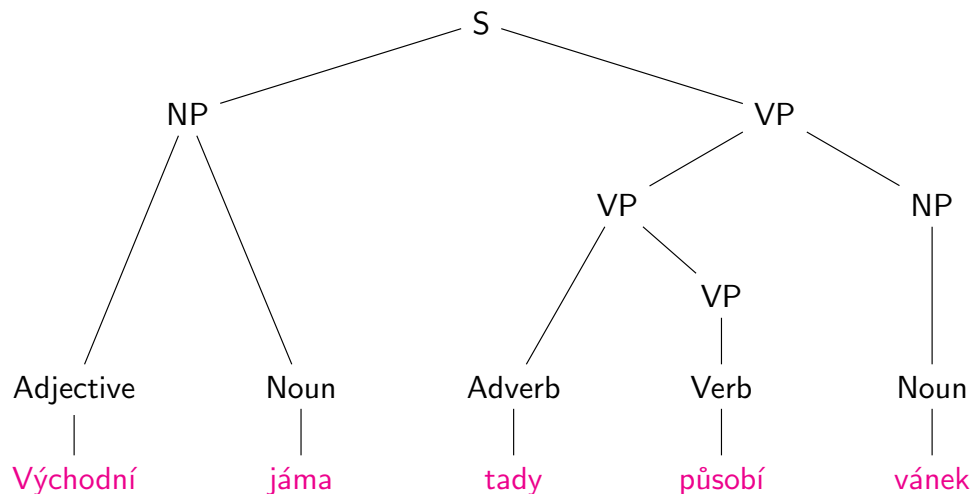 S
NP VP
VP NP
VP
Adjective Noun Adverb Verb Noun
Východní jáma tady působí vánek